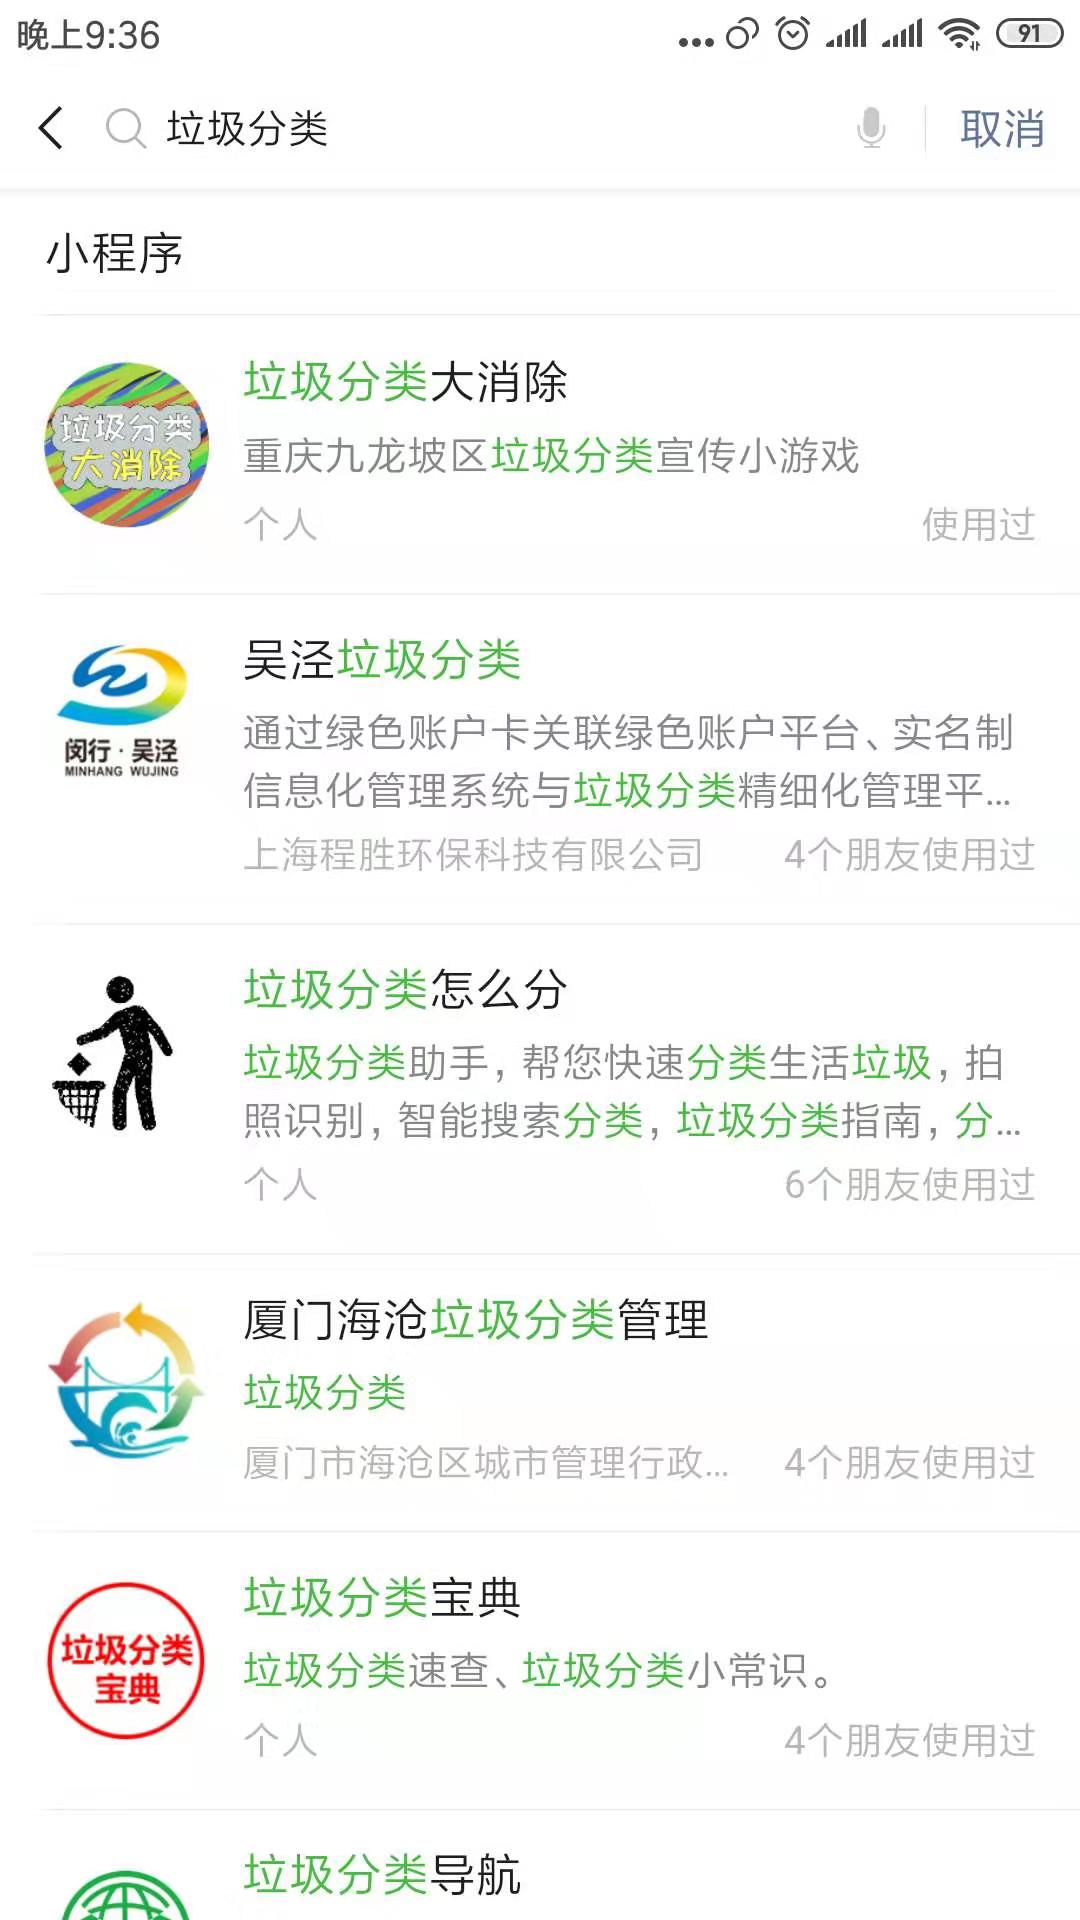 晚上9:36
91
垃圾分类
取消
小程序
垃圾分类
大消除
垃圾分类大消除
重庆九龙坡区垃圾分类宣传小游戏
个人
使用过
闵行·吴泾
MINHANG WUJING
吴泾垃圾分类
通过绿色账户卡关联绿色账户平台、实名制
信息化管理系统与垃圾分类精细化管理平...
上海程胜环保科技有限公司
4个朋友使用过
垃圾分类怎么分
垃圾分类助手，帮您快速分类生活垃圾，拍
照识别，智能搜索分类，垃圾分类指南，分...
个人
6个朋友使用过
厦门海沧垃圾分类管理
垃圾分类
厦门市海沧区城市管理行政...
4个朋友使用过
垃圾分类
宝典
垃圾分类宝典
垃圾分类速查、垃圾分类小常识。
个人
4个朋友使用过
垃圾分类导航